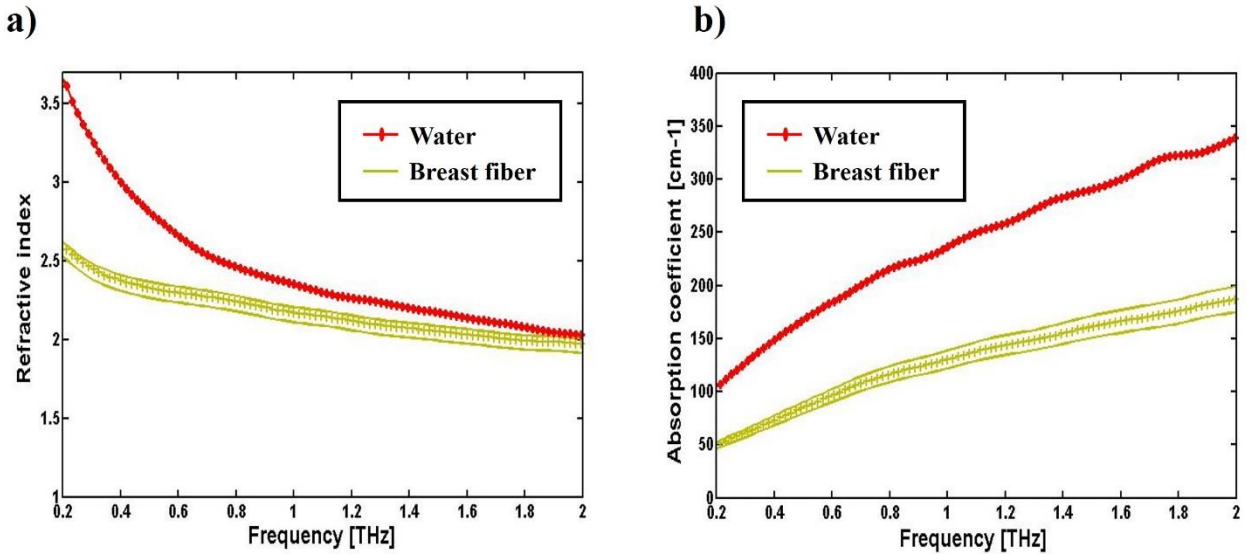 a)
Refractive index
3.5
3
2.5
2
1.5
1
Water
Breast fiber
0.2 0.4 0.6 0.8 1 1.2 1.4 1.6 1.8 2
Frequency [THz]
b)
Absorption coefficient [cm-1]
400
350
300
250
200
150
100
50
0
Water
Breast fiber
0.2 0.4 0.6 0.8 1 1.2 1.4 1.6 1.8 2
Frequency [THz]